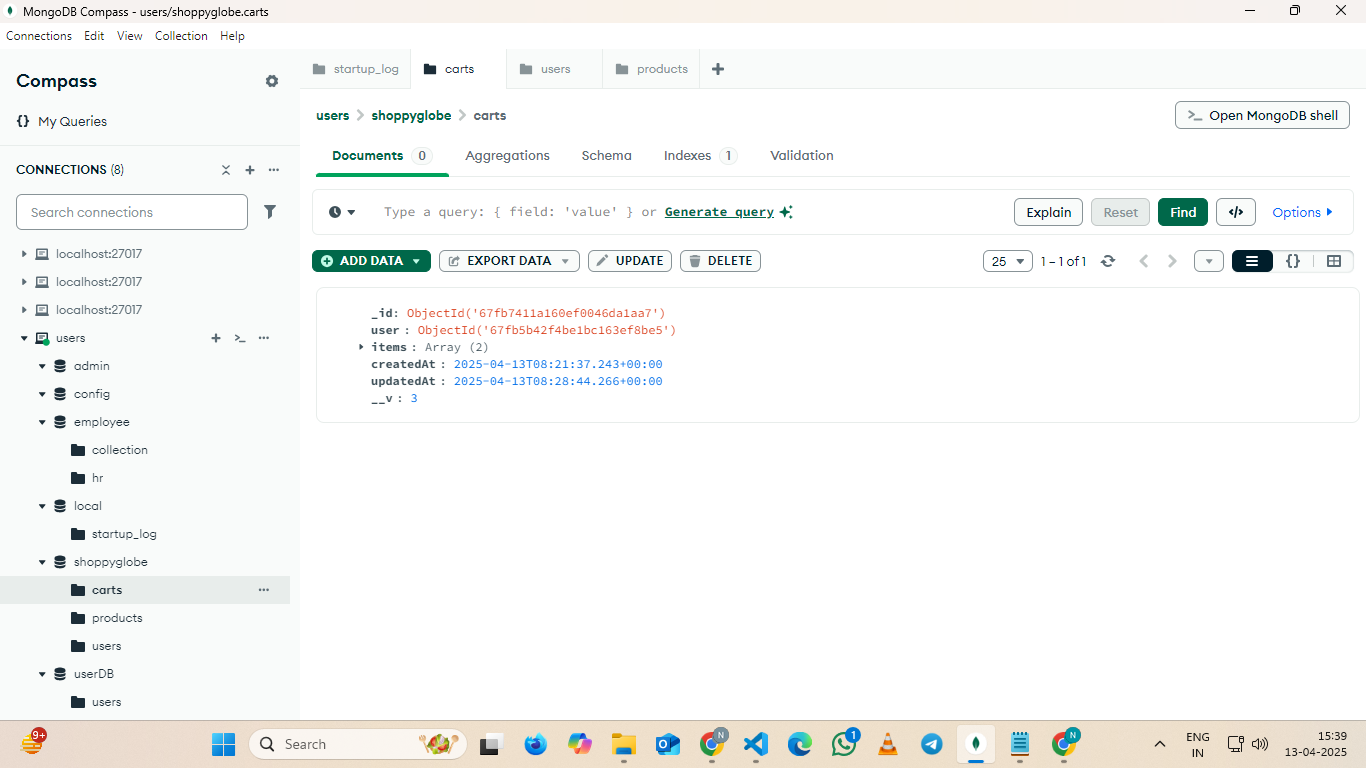 MongoDB Compass - users/shoppyglobe.carts
Connections Edit View Collection Help
Compass
My Queries
CONNECTIONS (8)
Search connections
localhost:27017
localhost:27017
localhost:27017
users
admin
config
employee
collection
hr
local
startup_log
shoppyglobe
carts
products
users
userDB
users
startup_log carts users products
users > shoppyglobe > carts
>_ Open MongoDB shell
Documents 0 Aggregations Schema Indexes 1 Validation
Type a query: { field: 'value' } or Generate query
Explain Reset Find </> Options
ADD DATA EXPORT DATA UPDATE DELETE
25 1 – 1 of 1 {}
_id: ObjectId('67fb7411a160ef0046da1aa7')
user : ObjectId('67fb5b42f4be1bc163ef8be5')
items : Array (2)
createdAt : 2025-04-13T08:21:37.243+00:00
updatedAt : 2025-04-13T08:28:44.266+00:00
__v : 3
9+
Search
N
1
N
ENG
IN
15:39
13-04-2025